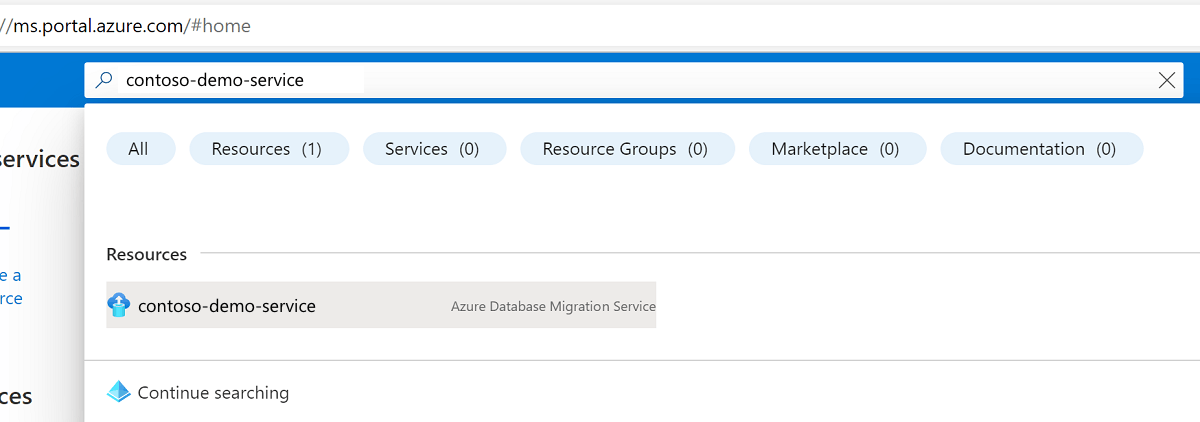 //ms.portal.azure.com/#home
contoso-demo-service
All Resources (1) Services (0) Resource Groups (0) Marketplace (0) Documentation (0)
services
Resources
e a
rce
contoso-demo-service Azure Database Migration Service
Continue searching
ces